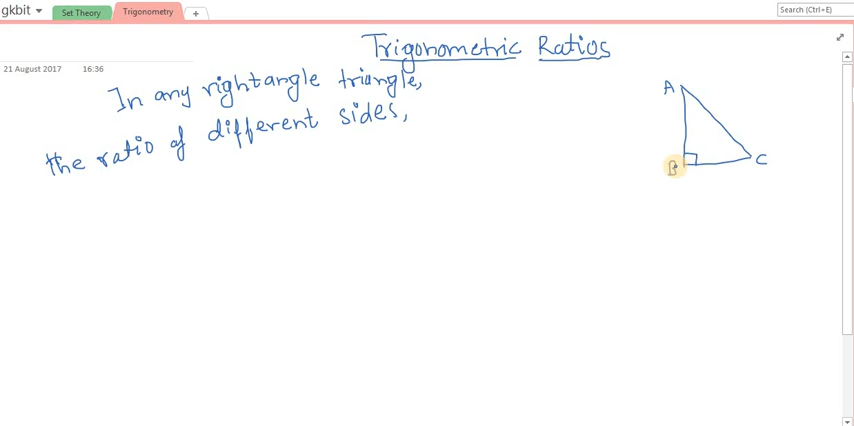 gkbit
Set Theory
Trigonometry
+
Search (Ctrl+E)
Trigonometric Ratios
21 August 2017 16:36
In any rightangle triangle,
the ratio of different sides,
A
B
C